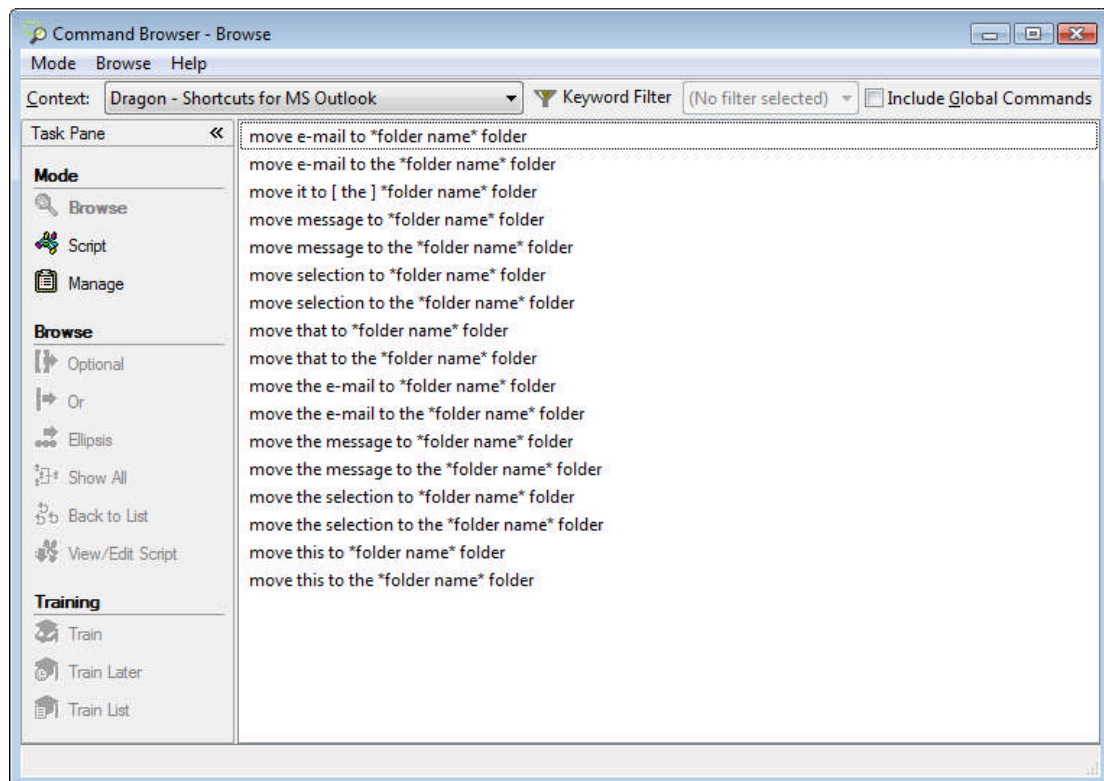 Command Browser - Browse
Mode Browse Help
Context: Dragon - Shortcuts for MS Outlook Keyword Filter (No filter selected) Include Global Commands
Task Pane «
Mode
Browse
Script
Manage
Browse
Optional
Or
Ellipsis
Show All
Back to List
View/Edit Script
Training
Train
Train Later
Train List
move e-mail to *folder name* folder
move e-mail to the *folder name* folder
move it to [ the ] *folder name* folder
move message to *folder name* folder
move message to the *folder name* folder
move selection to *folder name* folder
move selection to the *folder name* folder
move that to *folder name* folder
move that to the *folder name* folder
move the e-mail to *folder name* folder
move the e-mail to the *folder name* folder
move the message to *folder name* folder
move the message to the *folder name* folder
move the selection to *folder name* folder
move the selection to the *folder name* folder
move this to *folder name* folder
move this to the *folder name* folder